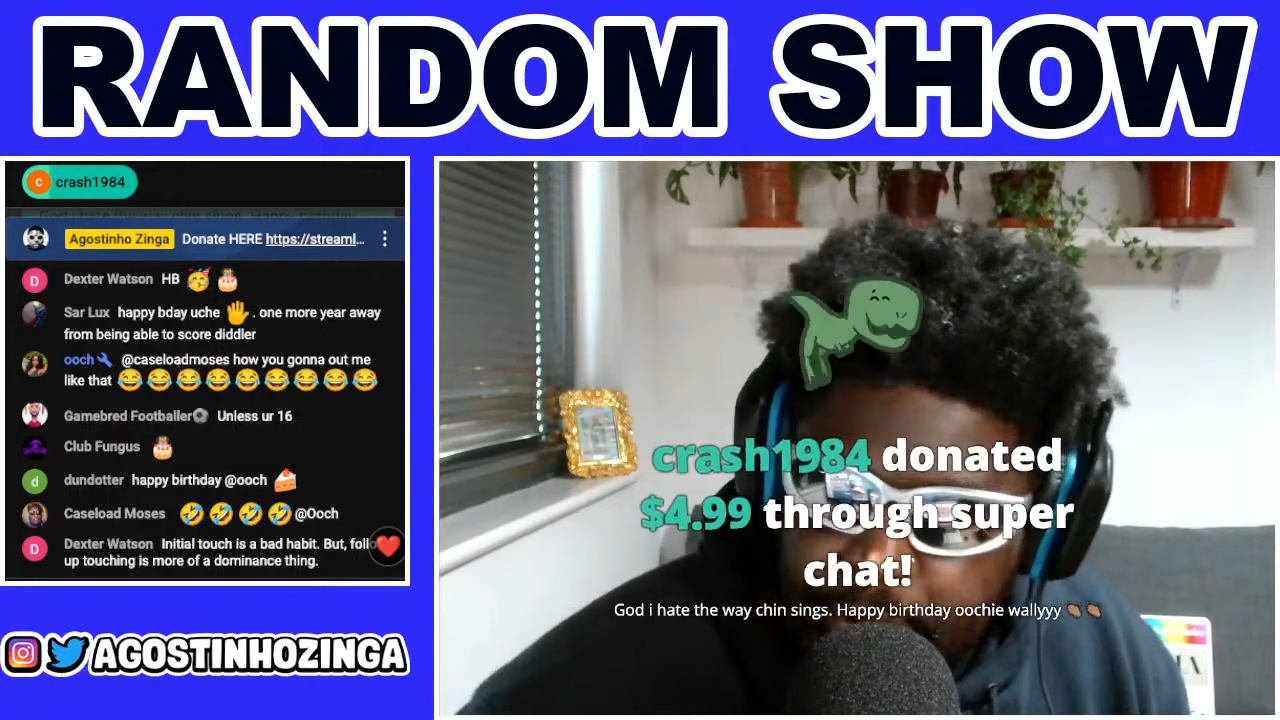 RANDOM SHOW
c crash1984
Agostinho Zinga Donate HERE https://streaml...
D Dexter Watson HB 🥳 🎂
Sar Lux happy bday uche 🖐. one more year away
from being able to score diddler
ooch🔧 @caseloadmoses how you gonna out me
like that 😂😂😂😂😂😂😂😂😂
Gamebred Footballer⚽ Unless ur 16
Club Fungus 🎂
d dundotter happy birthday @ooch 🍰
Caseload Moses 🤣🤣🤣🤣@Ooch
D Dexter Watson Initial touch is a bad habit. But, follo
up touching is more of a dominance thing.
AGOSTINHOZINGA
crash1984 donated
$4.99 through super
chat!
God i hate the way chin sings. Happy birthday oochie wallyyy 👏🏾👏🏾